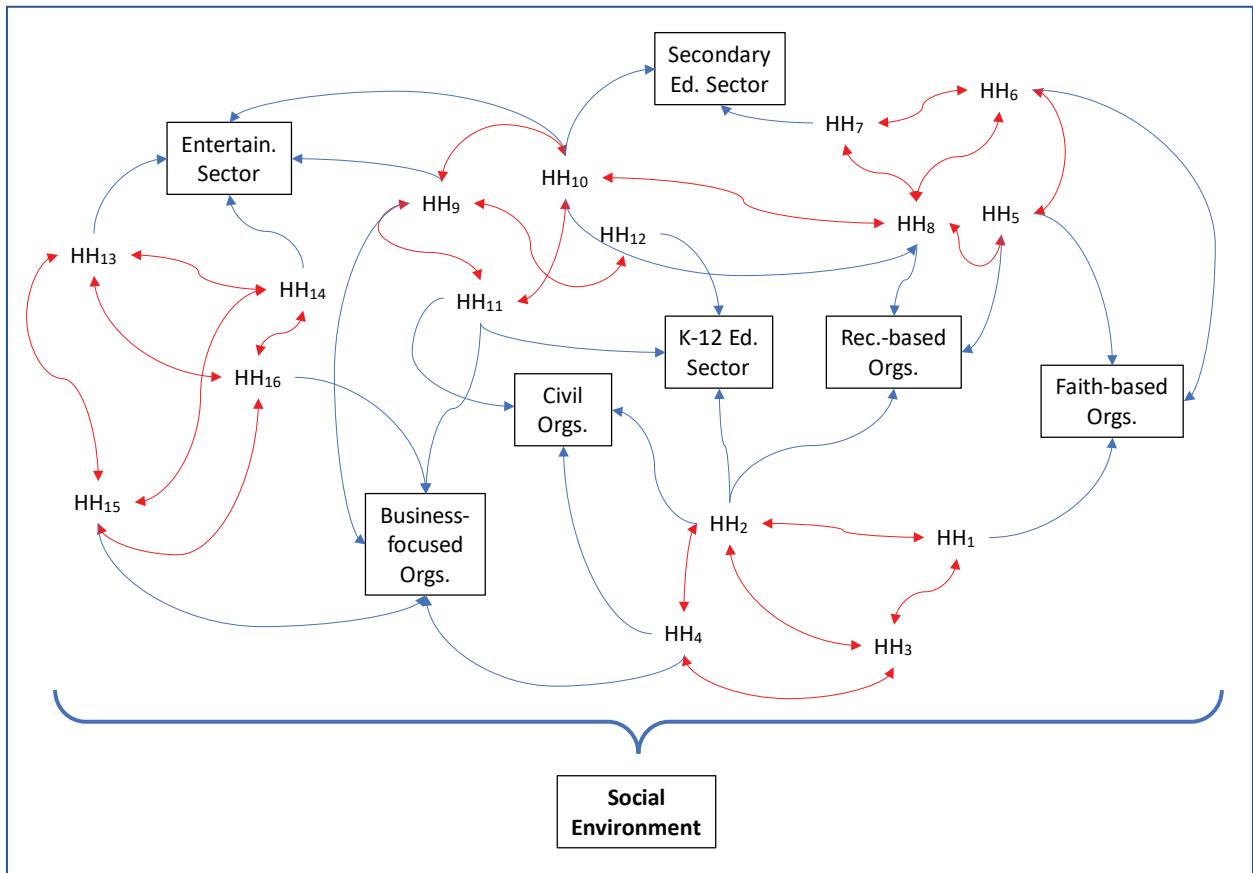 Secondary
Ed. Sector
HH₆
HH₇
Entertain.
Sector
HH₁₀
HH₉
HH₈
HH₅
HH₁₂
HH₁₃
HH₁₄
HH₁₁
K-12 Ed.
Sector
Rec.-based
Orgs.
HH₁₆
Civil
Orgs.
Faith-based
Orgs.
HH₁₅
Business-
focused
Orgs.
HH₂
HH₁
HH₄
HH₃
Social
Environment